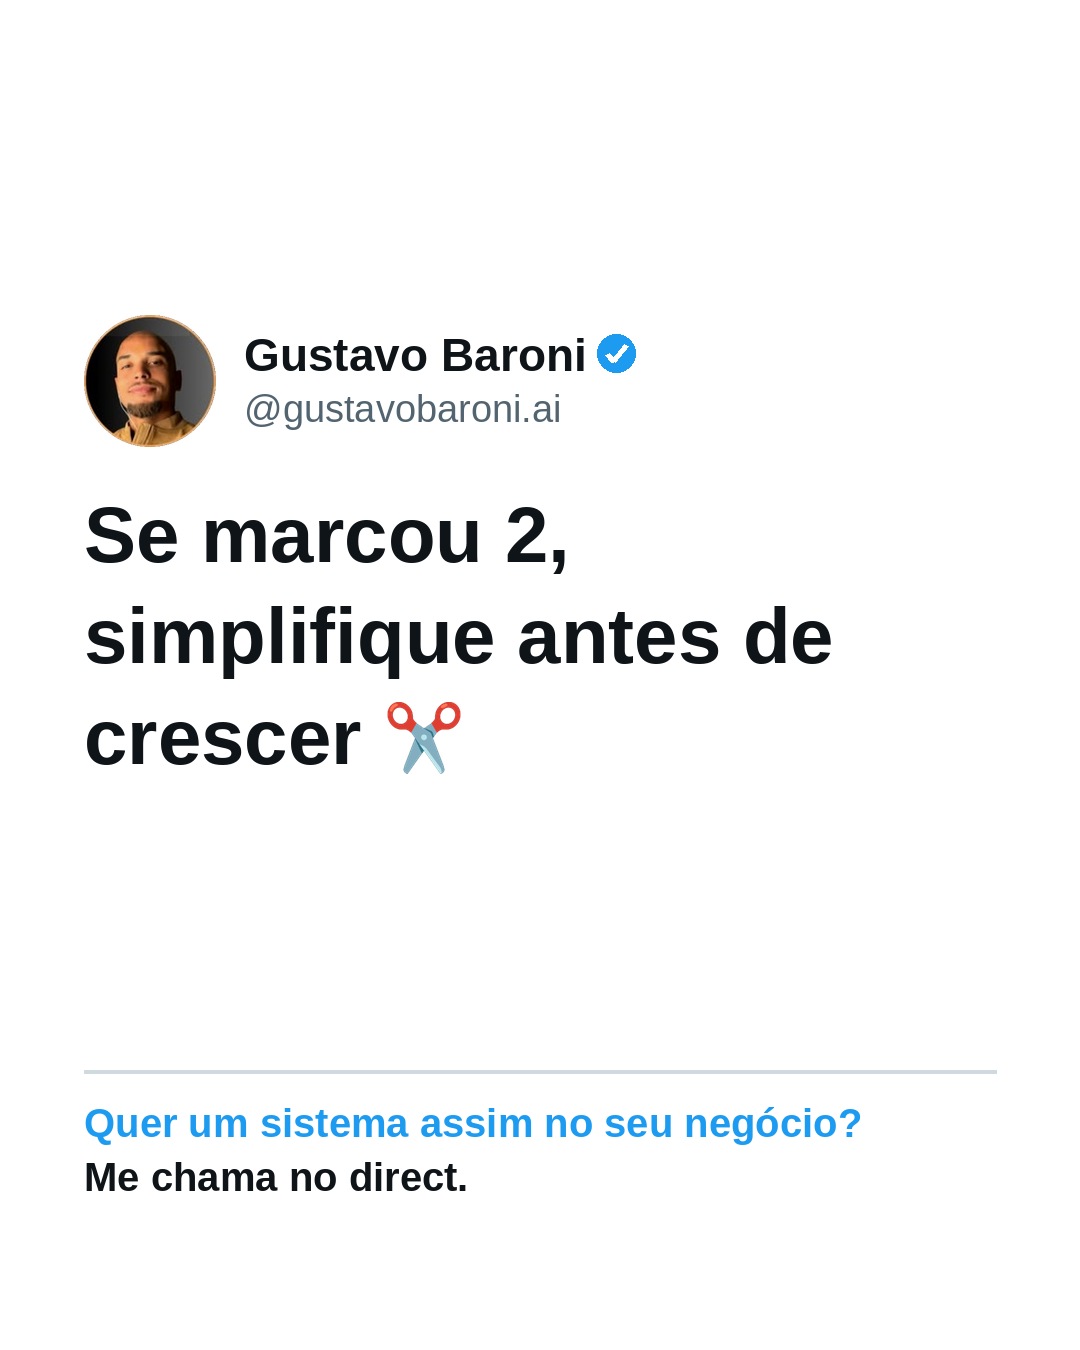 Gustavo Baroni
@gustavobaroni.ai
Se marcou 2,
simplifique antes de
crescer ✂️
Quer um sistema assim no seu negócio?
Me chama no direct.